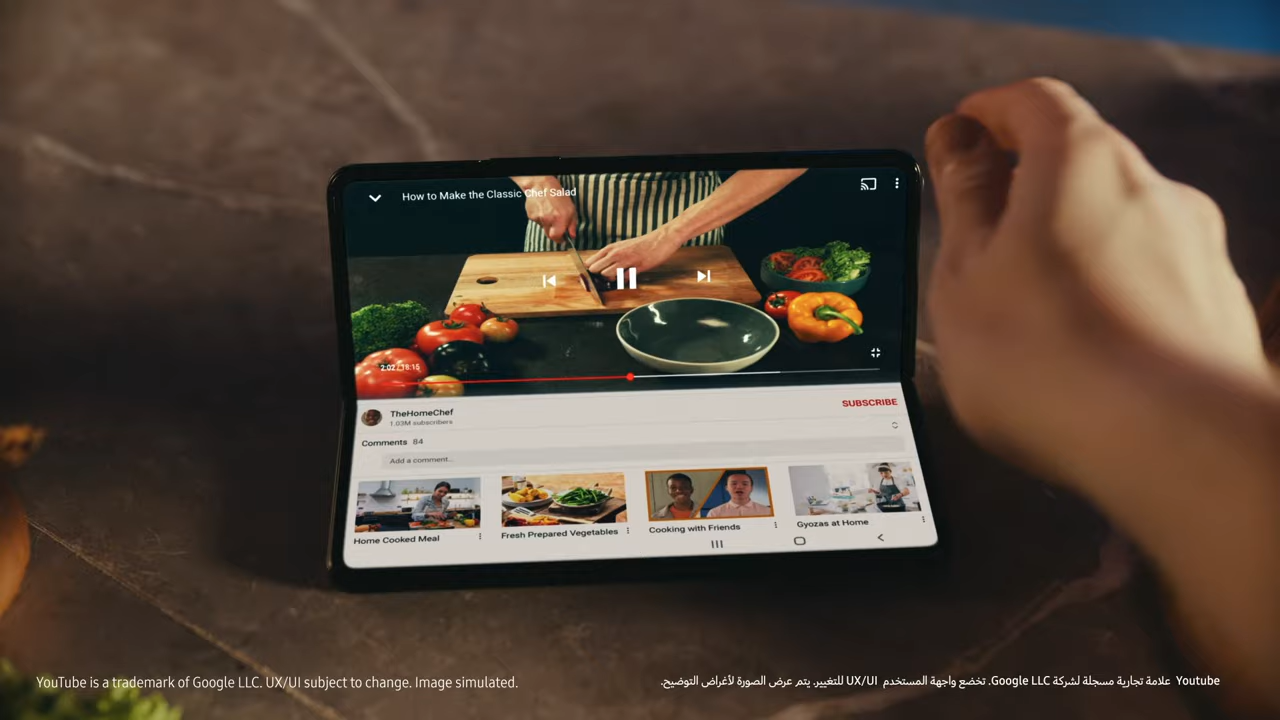 How to Make the Classic Chef Salad
2:02 / 18:15
TheHomeChef
1.03M subscribers
SUBSCRIBE
Comments 84
Add a comment...
Home Cooked Meal
Fresh Prepared Vegetables
Cooking with Friends
Gyozas at Home
YouTube is a trademark of Google LLC. UX/UI subject to change. Image simulated.
Youtube علامة تجارية مسجلة لشركة Google LLC. تخضع واجهة المستخدم UX/UI للتغيير. يتم عرض الصورة لأغراض التوضيح.